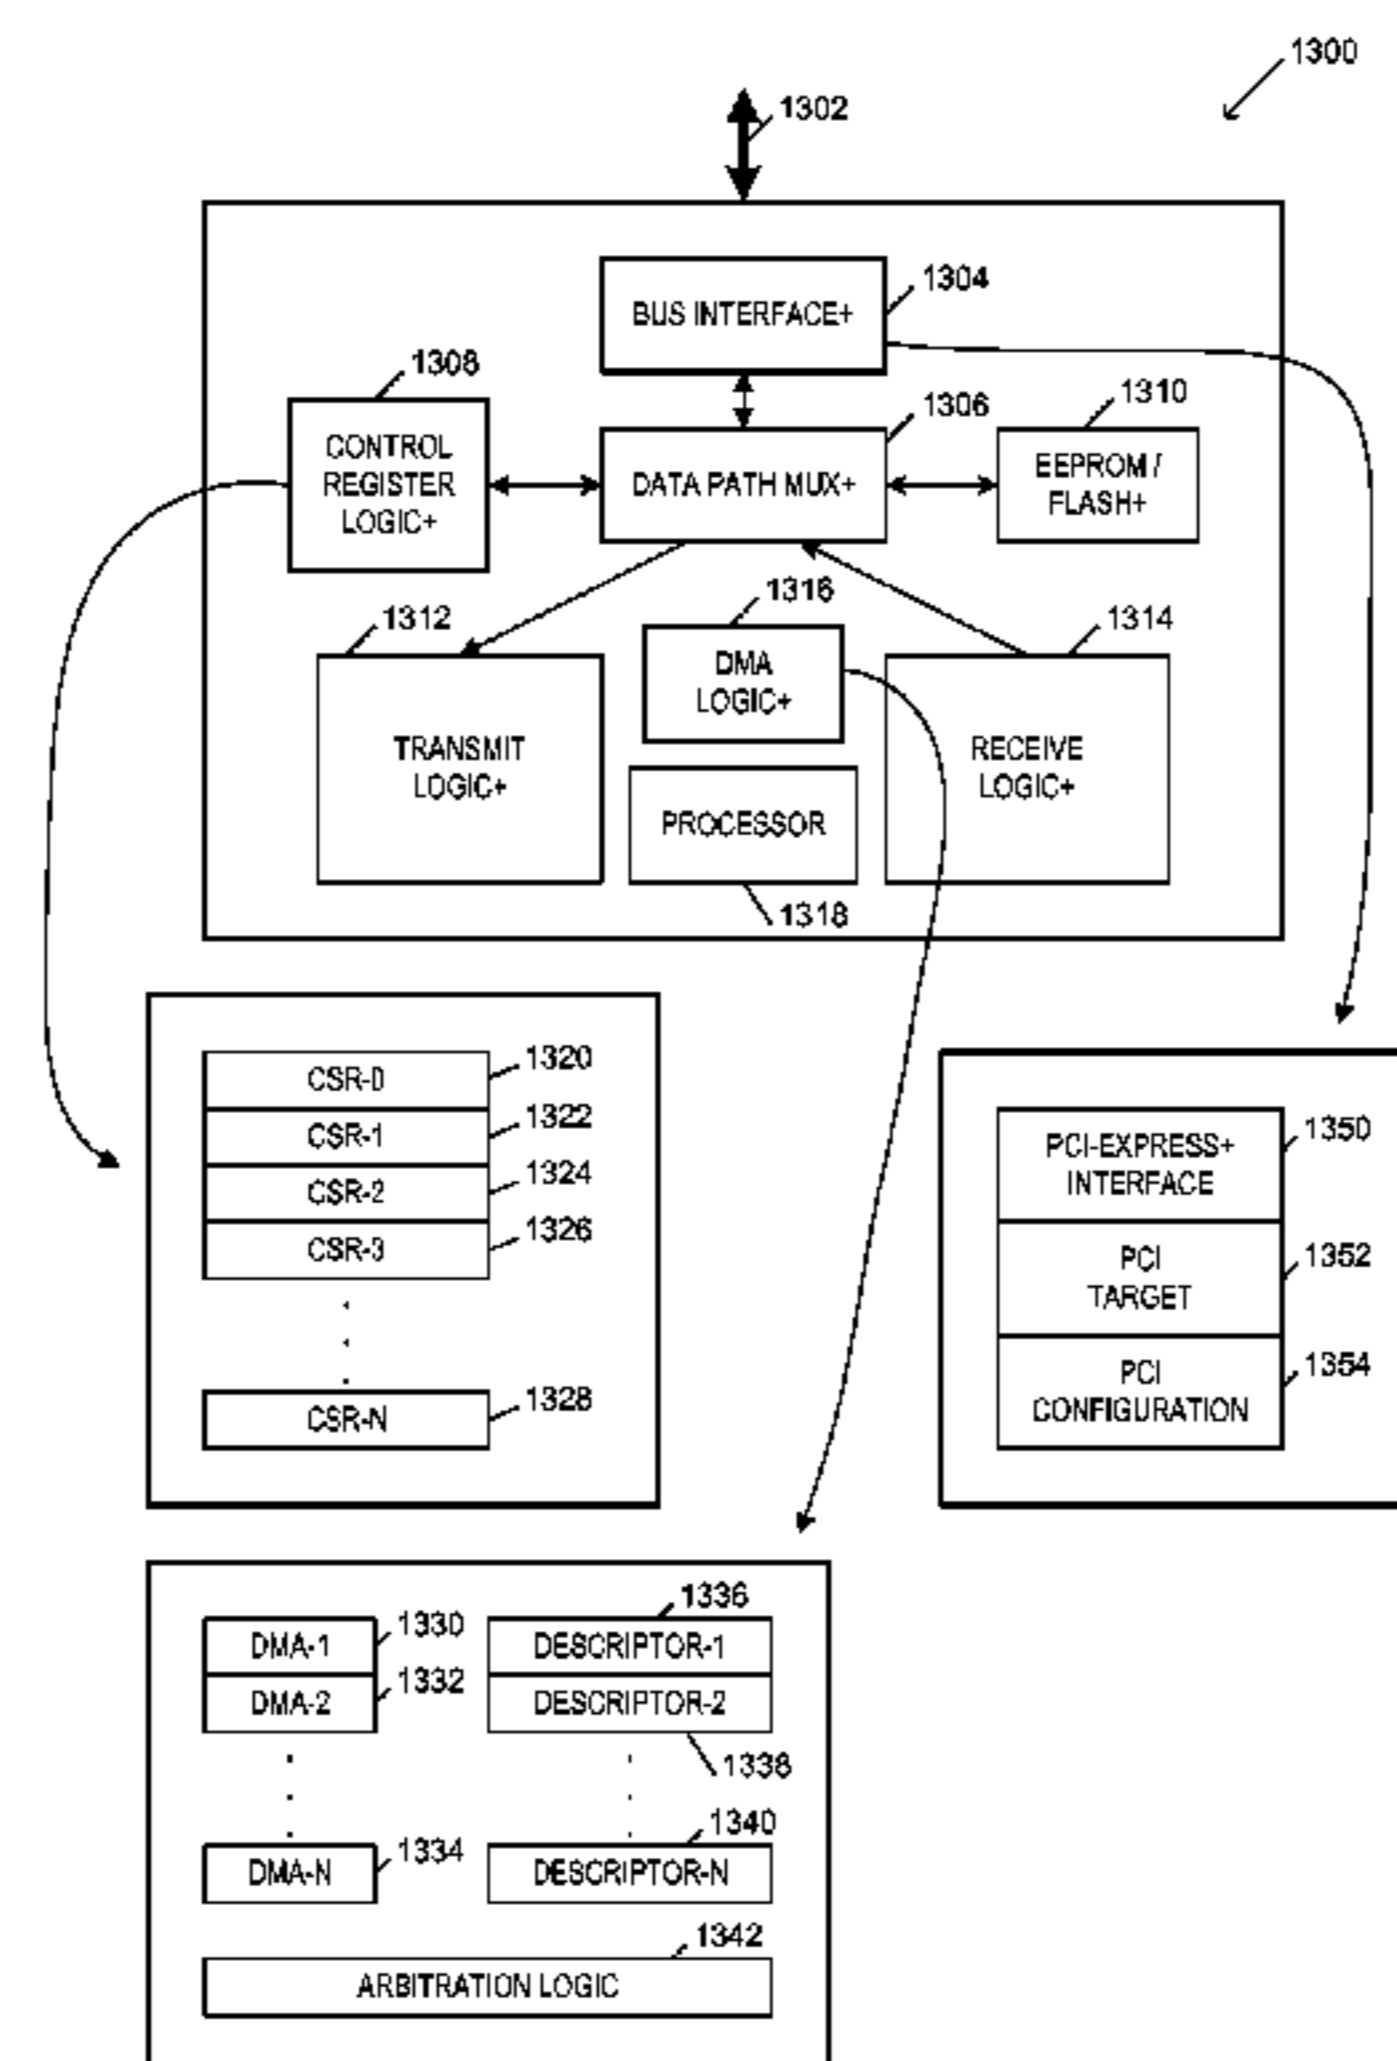 1300
1302
1304
BUS INTERFACE+
1308
1306
1310
CONTROL
REGISTER
LOGIC+
DATA PATH MUX+
EEPROM /
FLASH+
1316
1312
1314
DMA
LOGIC+
TRANSMIT
LOGIC+
RECEIVE
LOGIC+
PROCESSOR
1318
1320
CSR-0
1322
CSR-1
1324
CSR-2
1326
CSR-3
1328
CSR-N
1350
PCI-EXPRESS+
INTERFACE
1352
PCI
TARGET
1354
PCI
CONFIGURATION
1336
1330
DMA-1
DESCRIPTOR-1
1332
DMA-2
DESCRIPTOR-2
1338
1340
1334
DMA-N
DESCRIPTOR-N
1342
ARBITRATION LOGIC